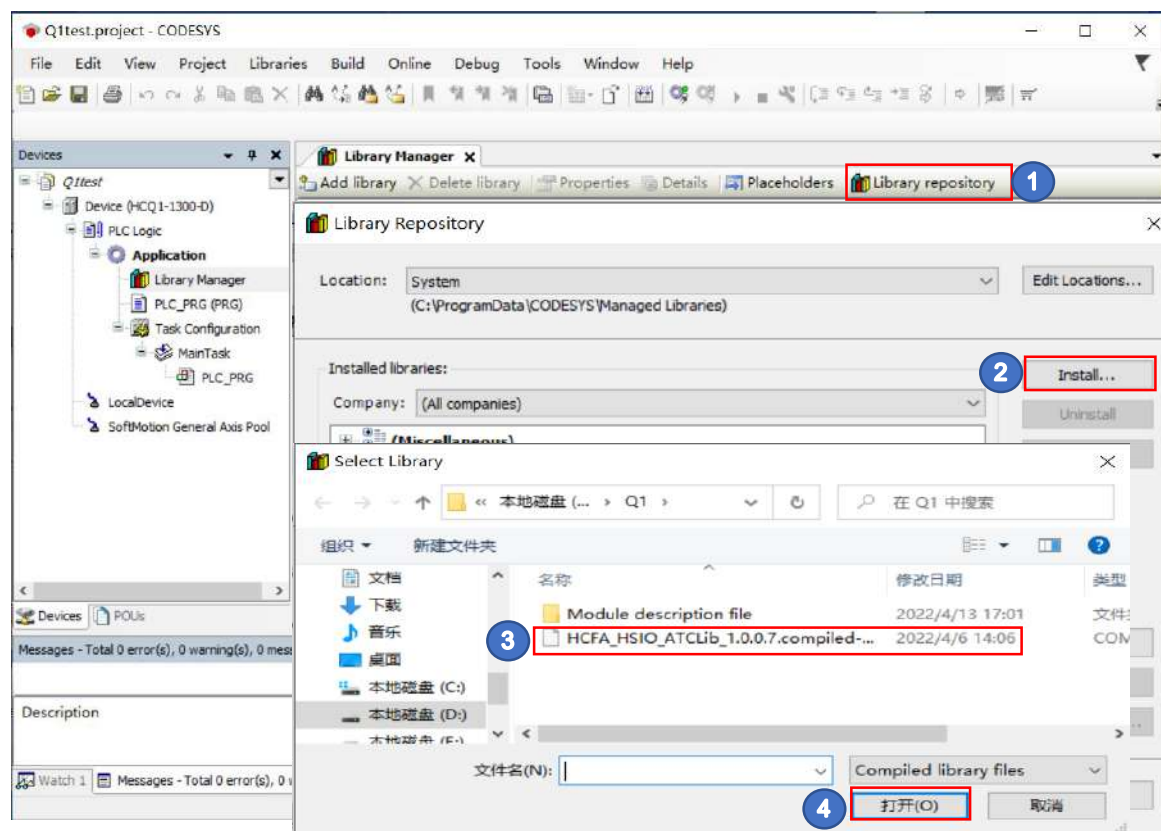 Q1test.project - CODESYS
File Edit View Project Libraries Build Online Debug Tools Window Help
Devices
Q1test
Device (HCQ1-1300-D)
PLC Logic
Application
Library Manager
PLC_PRG (PRG)
Task Configuration
MainTask
PLC_PRG
LocalDevice
SoftMotion General Axis Pool
Devices POUs
Messages - Total 0 error(s), 0 warning(s), 0 mes
Description
Watch 1 Messages - Total 0 error(s), 0
Library Manager
Add library Delete library Properties Details Placeholders Library repository 1
Library Repository
Location: System Edit Locations...
(C:\ProgramData\CODESYS\Managed Libraries)
Installed libraries: 2 Install...
Company: (All companies) Uninstall
(Miscellaneous)
Select Library
« 本地磁盘 (... › Q1 › 在 Q1 中搜索
组织 新建文件夹
文档 名称 修改日期 类型
下载 Module description file 2022/4/13 17:01
音乐 3 HCFA_HSIO_ATCLib_1.0.0.7.compiled-... 2022/4/6 14:06 COM
桌面
本地磁盘 (C:)
本地磁盘 (D:)
本地磁盘 (E:)
文件名(N): Compiled library files
4 打开(O) 取消